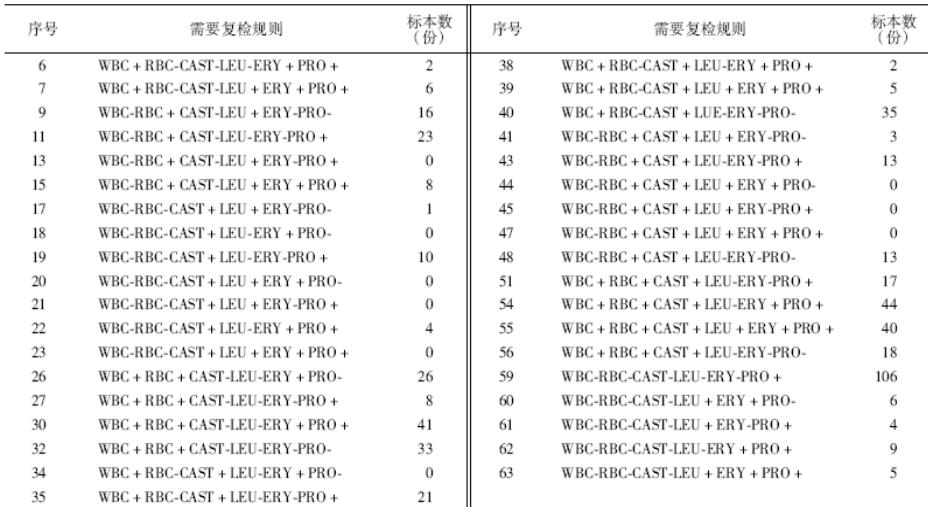 序号 需要复检规则 标本数（份） 序号 需要复检规则 标本数（份）
6 WBC + RBC-CAST-LEU-ERY + PRO + 2 38 WBC + RBC-CAST + LEU-ERY + PRO + 2
7 WBC + RBC-CAST-LEU + ERY + PRO + 6 39 WBC + RBC-CAST + LEU + ERY + PRO + 5
9 WBC-RBC + CAST-LEU + ERY-PRO- 16 40 WBC + RBC-CAST + LUE-ERY-PRO- 35
11 WBC-RBC + CAST-LEU-ERY-PRO + 23 41 WBC-RBC + CAST + LEU + ERY-PRO- 3
13 WBC-RBC + CAST-LEU + ERY-PRO + 0 43 WBC-RBC + CAST + LEU-ERY-PRO + 13
15 WBC-RBC + CAST-LEU + ERY + PRO + 8 44 WBC-RBC + CAST + LEU + ERY + PRO- 0
17 WBC-RBC-CAST + LEU + ERY-PRO- 1 45 WBC-RBC + CAST + LEU + ERY-PRO + 0
18 WBC-RBC-CAST + LEU-ERY + PRO- 0 47 WBC-RBC + CAST + LEU + ERY + PRO + 0
19 WBC-RBC-CAST + LEU-ERY-PRO + 10 48 WBC-RBC + CAST + LEU-ERY-PRO- 13
20 WBC-RBC-CAST + LEU + ERY + PRO- 0 51 WBC + RBC + CAST + LEU-ERY-PRO + 17
21 WBC-RBC-CAST + LEU + ERY-PRO + 0 54 WBC + RBC + CAST + LEU-ERY + PRO + 44
22 WBC-RBC-CAST + LEU-ERY + PRO + 4 55 WBC + RBC + CAST + LEU + ERY + PRO + 40
23 WBC-RBC-CAST + LEU + ERY + PRO + 0 56 WBC + RBC + CAST + LEU-ERY-PRO- 18
26 WBC + RBC + CAST-LEU-ERY + PRO- 26 59 WBC-RBC-CAST-LEU-ERY-PRO + 106
27 WBC + RBC + CAST-LEU-ERY-PRO + 8 60 WBC-RBC-CAST-LEU + ERY + PRO- 6
30 WBC + RBC + CAST-LEU-ERY + PRO + 41 61 WBC-RBC-CAST-LEU + ERY-PRO + 4
32 WBC + RBC + CAST-LEU-ERY-PRO- 33 62 WBC-RBC-CAST-LEU-ERY + PRO + 9
34 WBC + RBC-CAST + LEU-ERY + PRO- 0 63 WBC-RBC-CAST-LEU + ERY + PRO + 5
35 WBC + RBC-CAST + LEU-ERY-PRO + 21